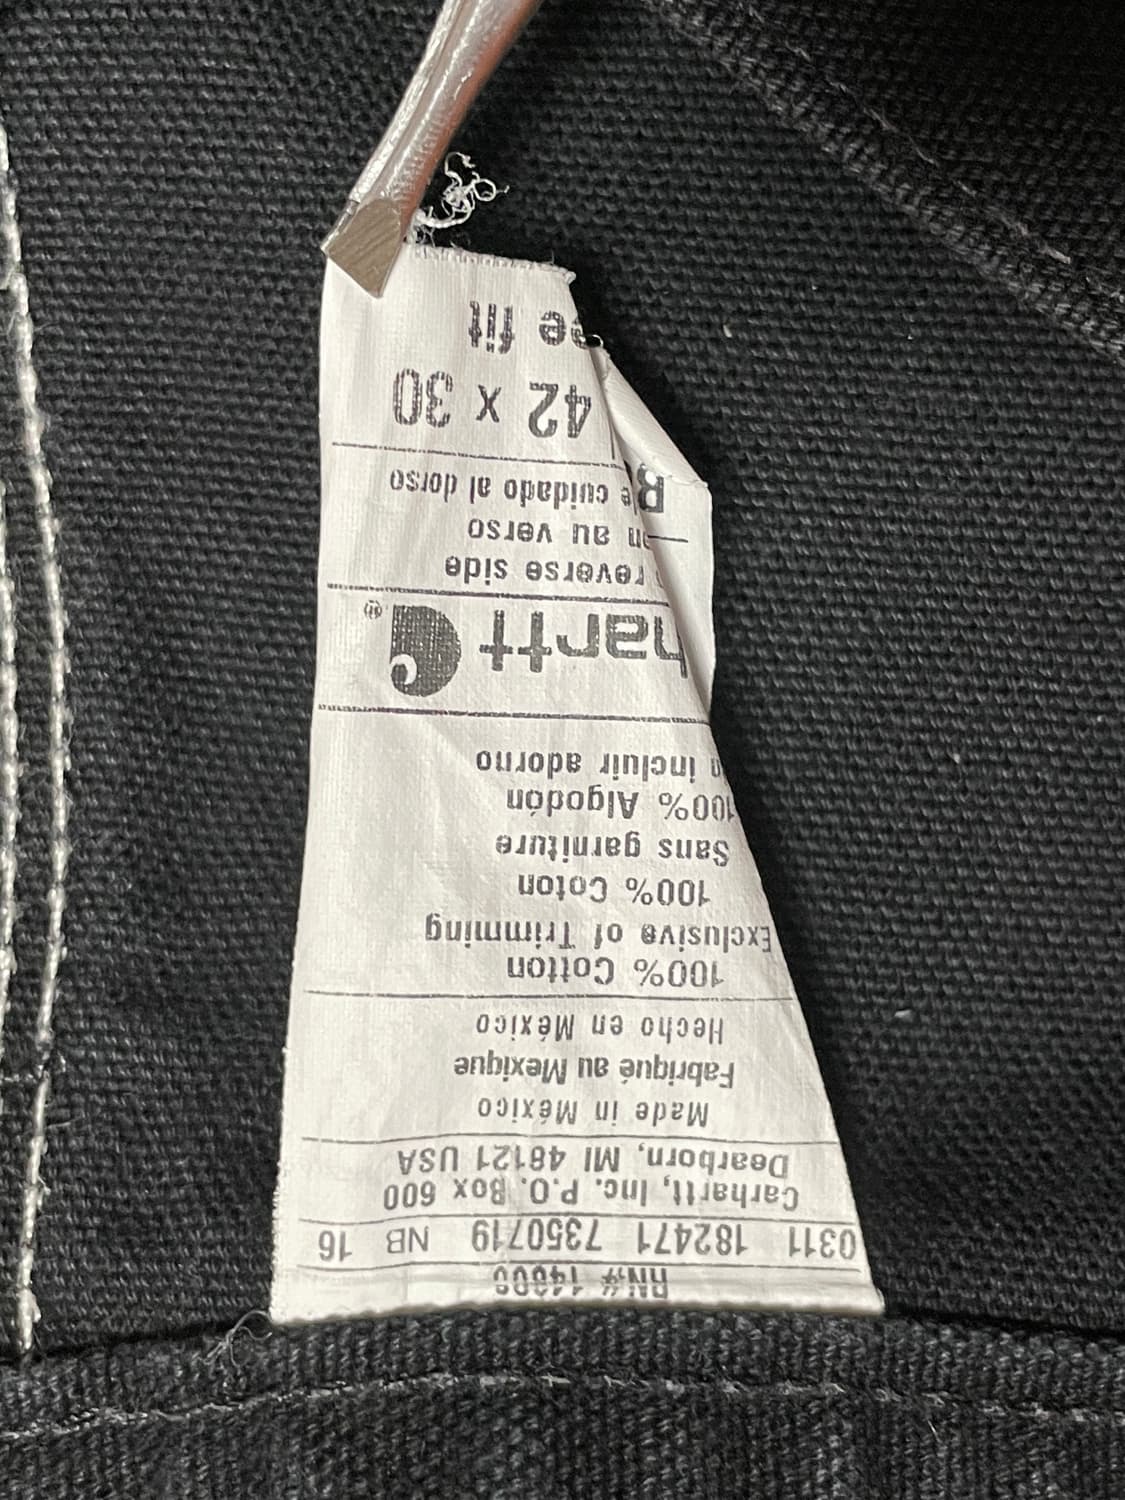 RN#
0311 182471 7350719 NB 16
Carhartt, Inc. P.O. Box 600
Dearborn, MI 48121 USA
Made in México
Fabriqué au Mexique
Hecho en México
100% Cotton
Exclusive of Trimming
100% Coton
Sans garniture
100% Algodón
incluir adorno
hartt ®
reverse side
au verso
cuidado al dorso
42 x 30
fit